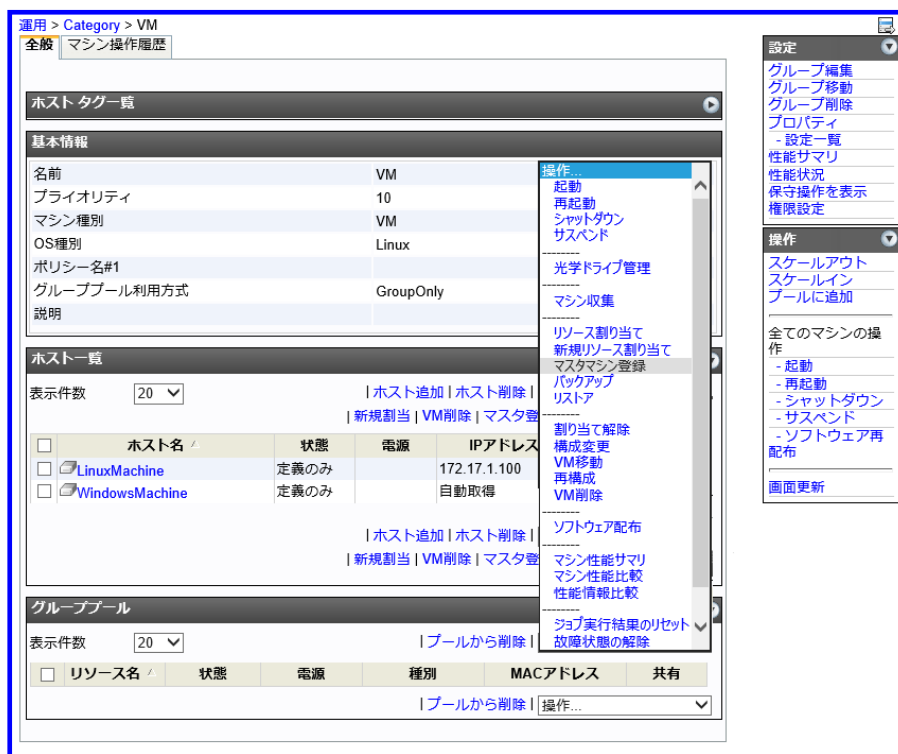 運用 > Category > VM
全般 マシン操作履歴
ホスト タグ一覧
基本情報
名前 VM
プライオリティ 10
マシン種別 VM
OS種別 Linux
ポリシー名#1
グループプール利用方式 GroupOnly
説明
操作...
起動
再起動
シャットダウン
サスペンド
--------
光学ドライブ管理
--------
マシン収集
--------
リソース割り当て
新規リソース割り当て
マスタマシン登録
バックアップ
リストア
--------
割り当て解除
構成変更
VM移動
再構成
VM削除
--------
ソフトウェア配布
--------
マシン性能サマリ
マシン性能比較
性能情報比較
--------
ジョブ実行結果のリセット
故障状態の解除
ホスト一覧
表示件数 20 | ホスト追加 | ホスト削除 |
| 新規割当 | VM削除 | マスタ登
ホスト名 状態 電源 IPアドレス
LinuxMachine 定義のみ 172.17.1.100
WindowsMachine 定義のみ 自動取得
| ホスト追加 | ホスト削除 |
| 新規割当 | VM削除 | マスタ登
グループプール
表示件数 20 | プールから削除 |
リソース名 状態 電源 種別 MACアドレス 共有
| プールから削除 | 操作...
設定
グループ編集
グループ移動
グループ削除
プロパティ
- 設定一覧
性能サマリ
性能状況
保守操作を表示
権限設定
操作
スケールアウト
スケールイン
プールに追加
全てのマシンの操
作
- 起動
- 再起動
- シャットダウン
- サスペンド
- ソフトウェア再
配布
画面更新